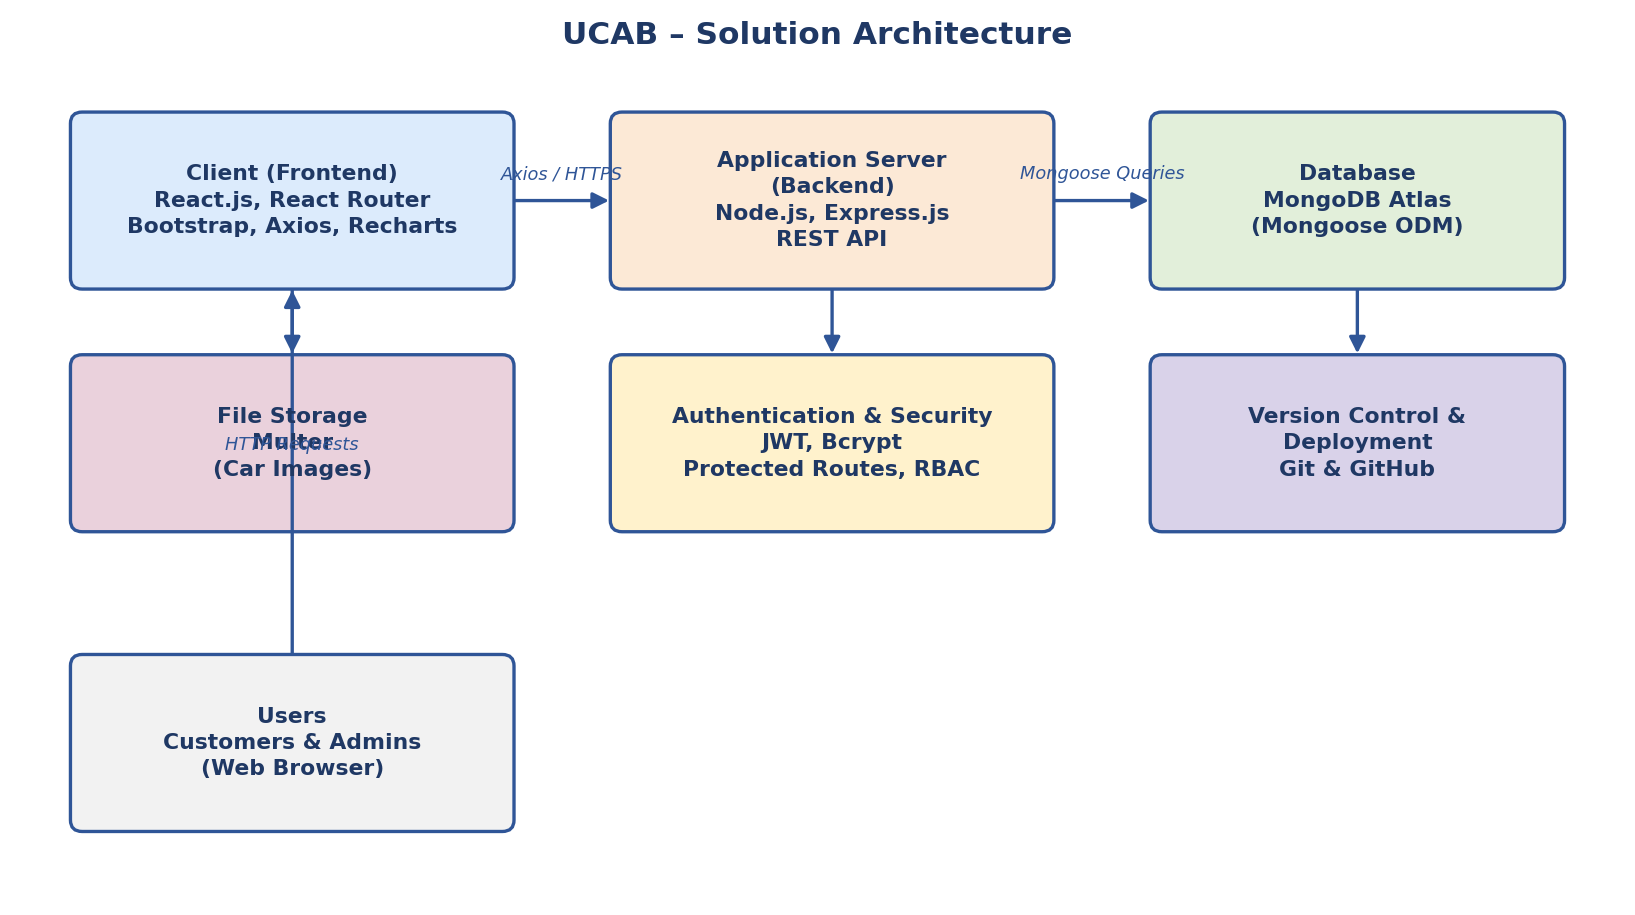 UCAB – Solution Architecture
Client (Frontend)
React.js, React Router
Bootstrap, Axios, Recharts
Axios / HTTPS
Application Server
(Backend)
Node.js, Express.js
REST API
Mongoose Queries
Database
MongoDB Atlas
(Mongoose ODM)
File Storage
Multer
HTTP Requests
(Car Images)
Authentication & Security
JWT, Bcrypt
Protected Routes, RBAC
Version Control &
Deployment
Git & GitHub
Users
Customers & Admins
(Web Browser)